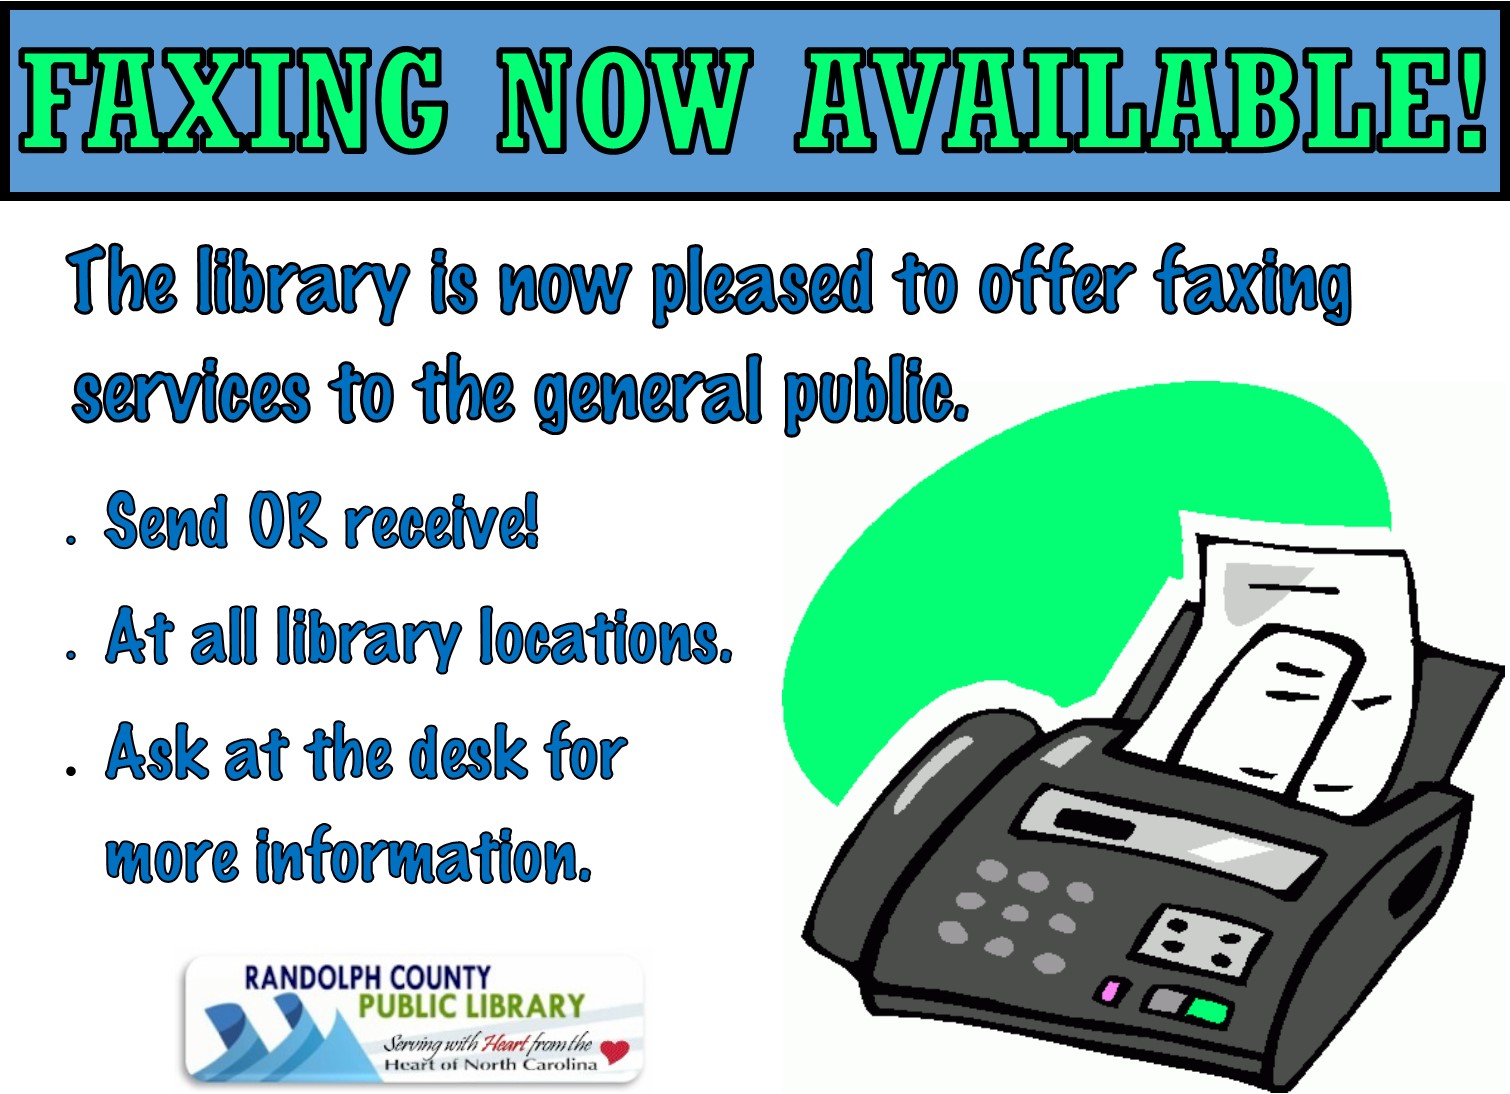 FAXING NOW AVAILABLE!
The library is now pleased to offer faxing
services to the general public.
. Send OR receive!
. At all library locations.
. Ask at the desk for
more information.
RANDOLPH COUNTY
PUBLIC LIBRARY
Serving with Heart from the
Heart of North Carolina